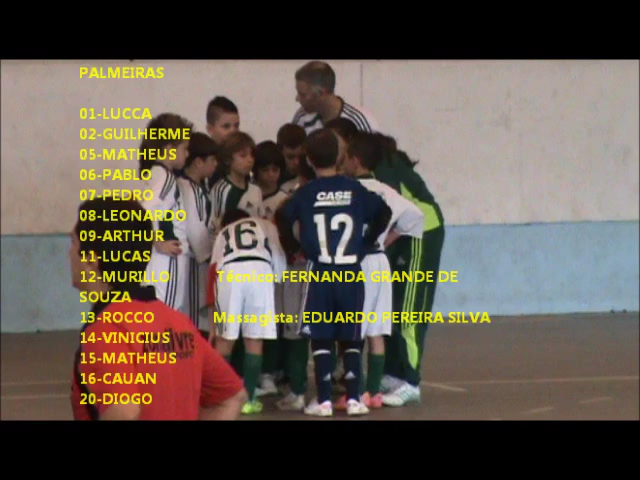 PALMEIRAS
01-LUCCA
02-GUILHERME
05-MATHEUS
06-PABLO
07-PEDRO
08-LEONARDO
09-ARTHUR
11-LUCAS
12-MURILLO Técnico: FERNANDA GRANDE DE
SOUZA
13-ROCCO Massagista: EDUARDO PEREIRA SILVA
14-VINICIUS
15-MATHEUS
16-CAUAN
20-DIOGO
CASE
12
16